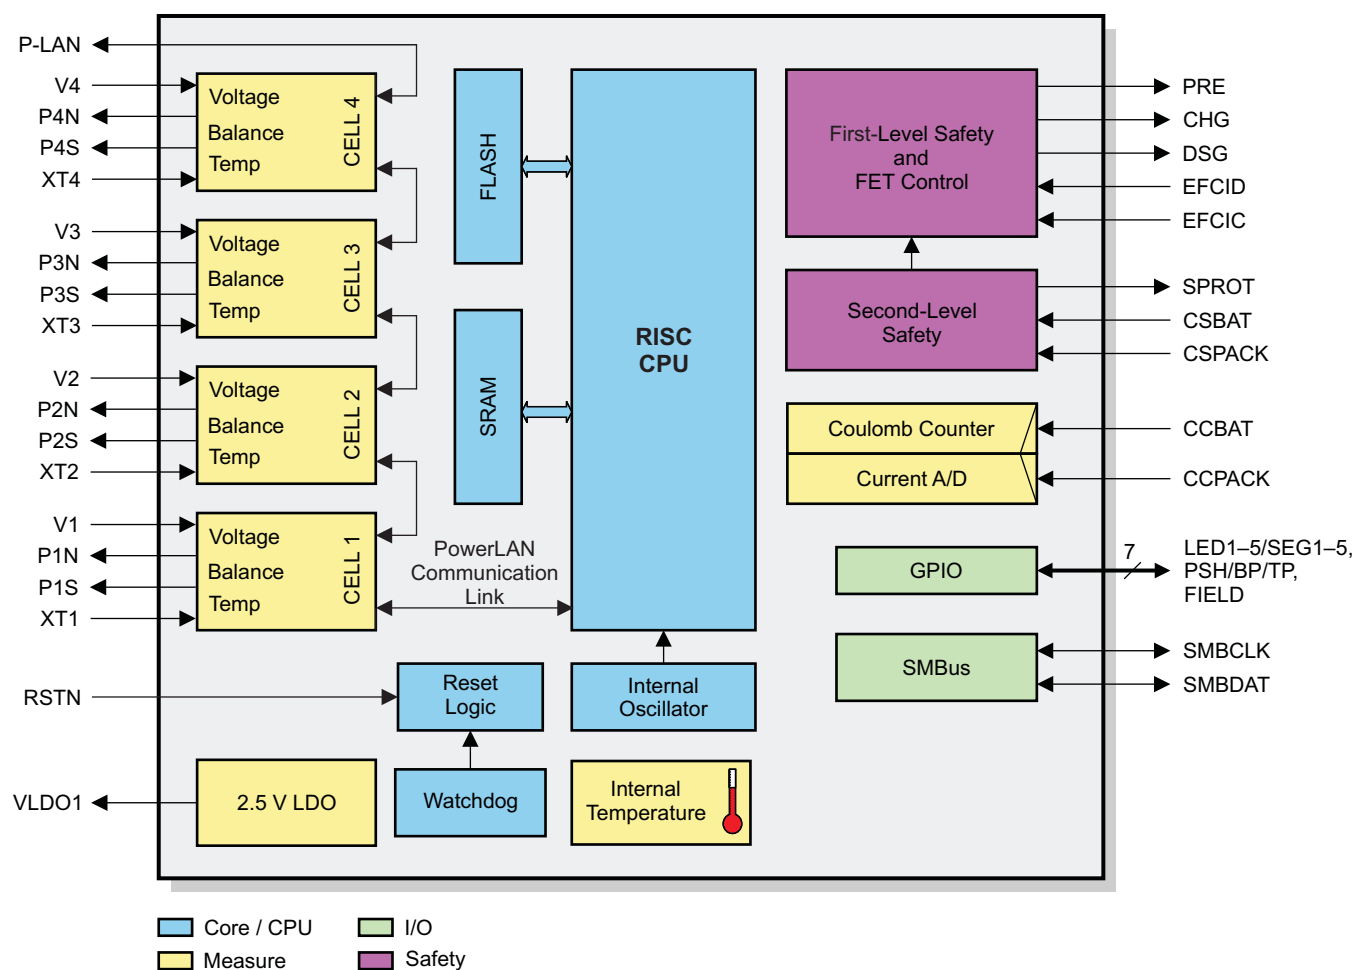 P-LAN
V4
P4N
P4S
XT4
Voltage
Balance
Temp
CELL 4
V3
P3N
P3S
XT3
Voltage
Balance
Temp
CELL 3
V2
P2N
P2S
XT2
Voltage
Balance
Temp
CELL 2
V1
P1N
P1S
XT1
Voltage
Balance
Temp
CELL 1
RSTN
VLDO1
2.5 V LDO
FLASH
SRAM
PowerLAN
Communication
Link
Reset
Logic
Watchdog
RISC
CPU
Internal
Oscillator
Internal
Temperature
First-Level Safety
and
FET Control
Second-Level
Safety
Coulomb Counter
Current A/D
GPIO
SMBus
PRE
CHG
DSG
EFCID
EFCIC
SPROT
CSBAT
CSPACK
CCBAT
CCPACK
7
LED1–5/SEG1–5,
PSH/BP/TP,
FIELD
SMBCLK
SMBDAT
Core / CPU
I/O
Measure
Safety